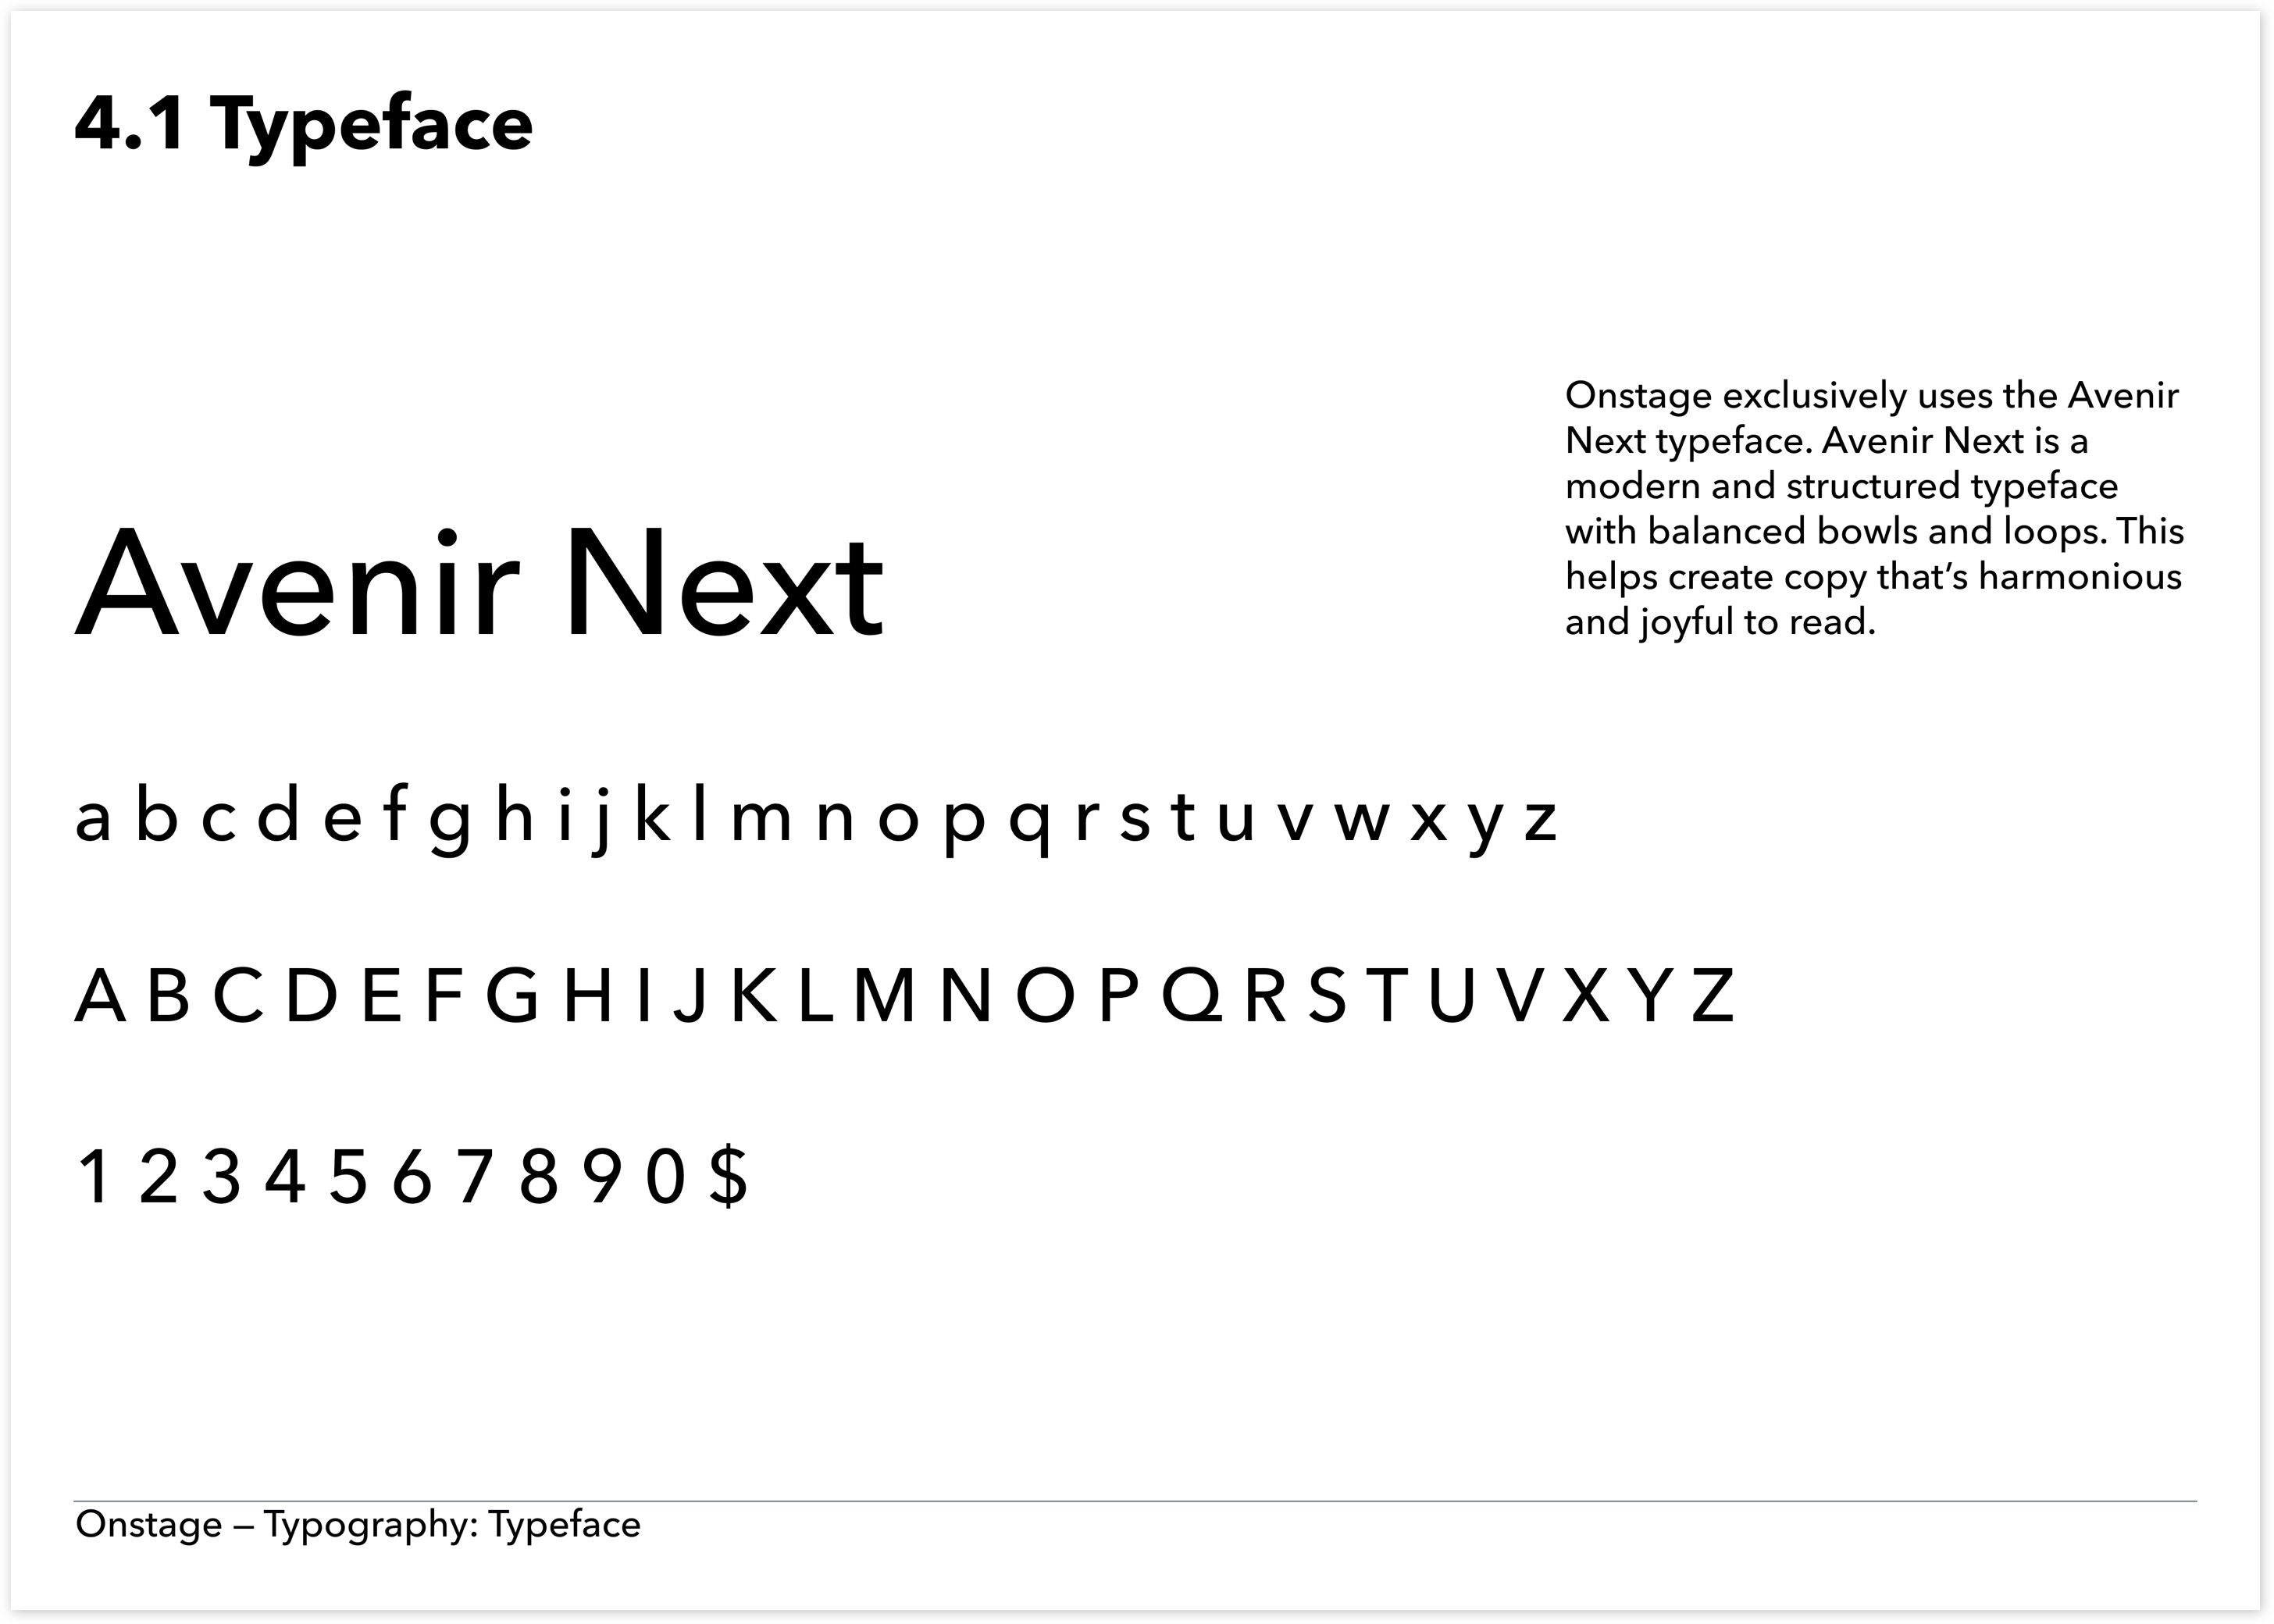 4.1 Typeface
Onstage exclusively uses the Avenir
Next typeface. Avenir Next is a
modern and structured typeface
with balanced bowls and loops. This
helps create copy that’s harmonious
and joyful to read.
Avenir Next
a b c d e f g h i j k l m n o p q r s t u v w x y z
A B C D E F G H I J K L M N O P Q R S T U V X Y Z
1 2 3 4 5 6 7 8 9 0 $
Onstage – Typography: Typeface